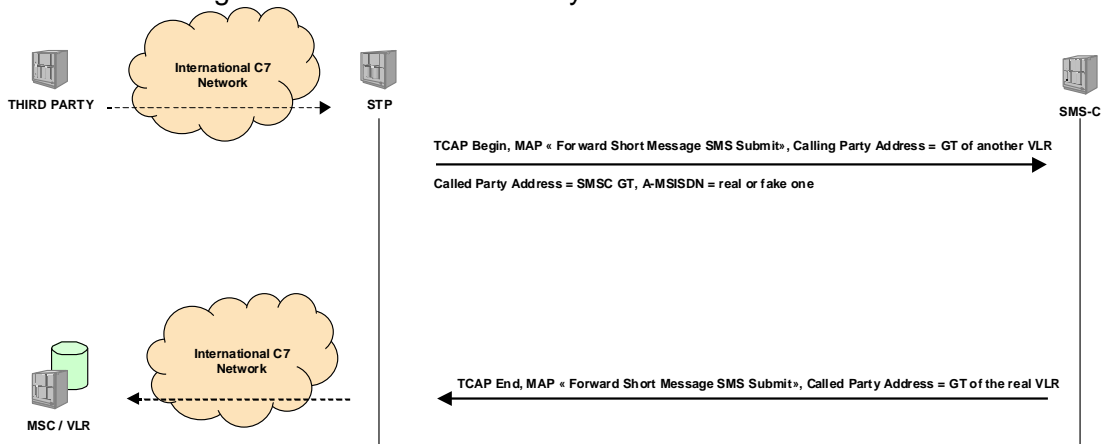 International C7
Network
THIRD PARTY
STP
SMS-C
TCAP Begin, MAP « Forward Short Message SMS Submit», Calling Party Address = GT of another VLR
Called Party Address = SMSC GT, A-MSISDN = real or fake one
International C7
Network
TCAP End, MAP « Forward Short Message SMS Submit», Called Party Address = GT of the real VLR
MSC / VLR